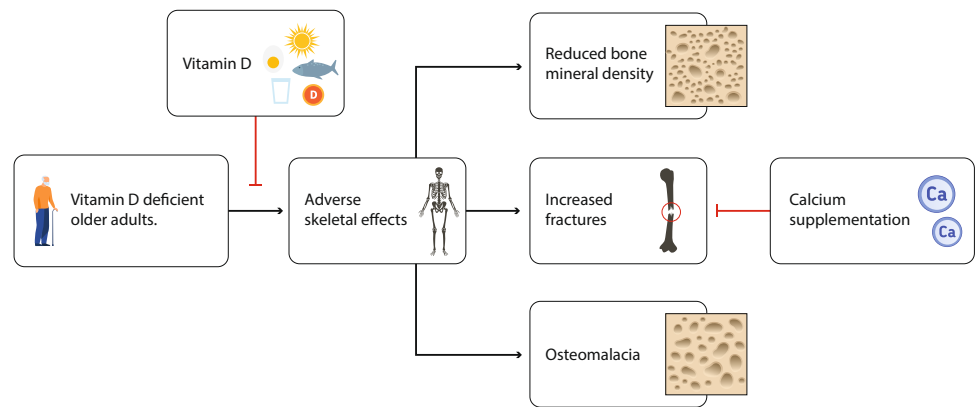 Vitamin D
D
Reduced bone
mineral density
Vitamin D deficient
older adults.
Adverse
skeletal effects
Increased
fractures
Calcium
supplementation
Ca
Ca
Osteomalacia